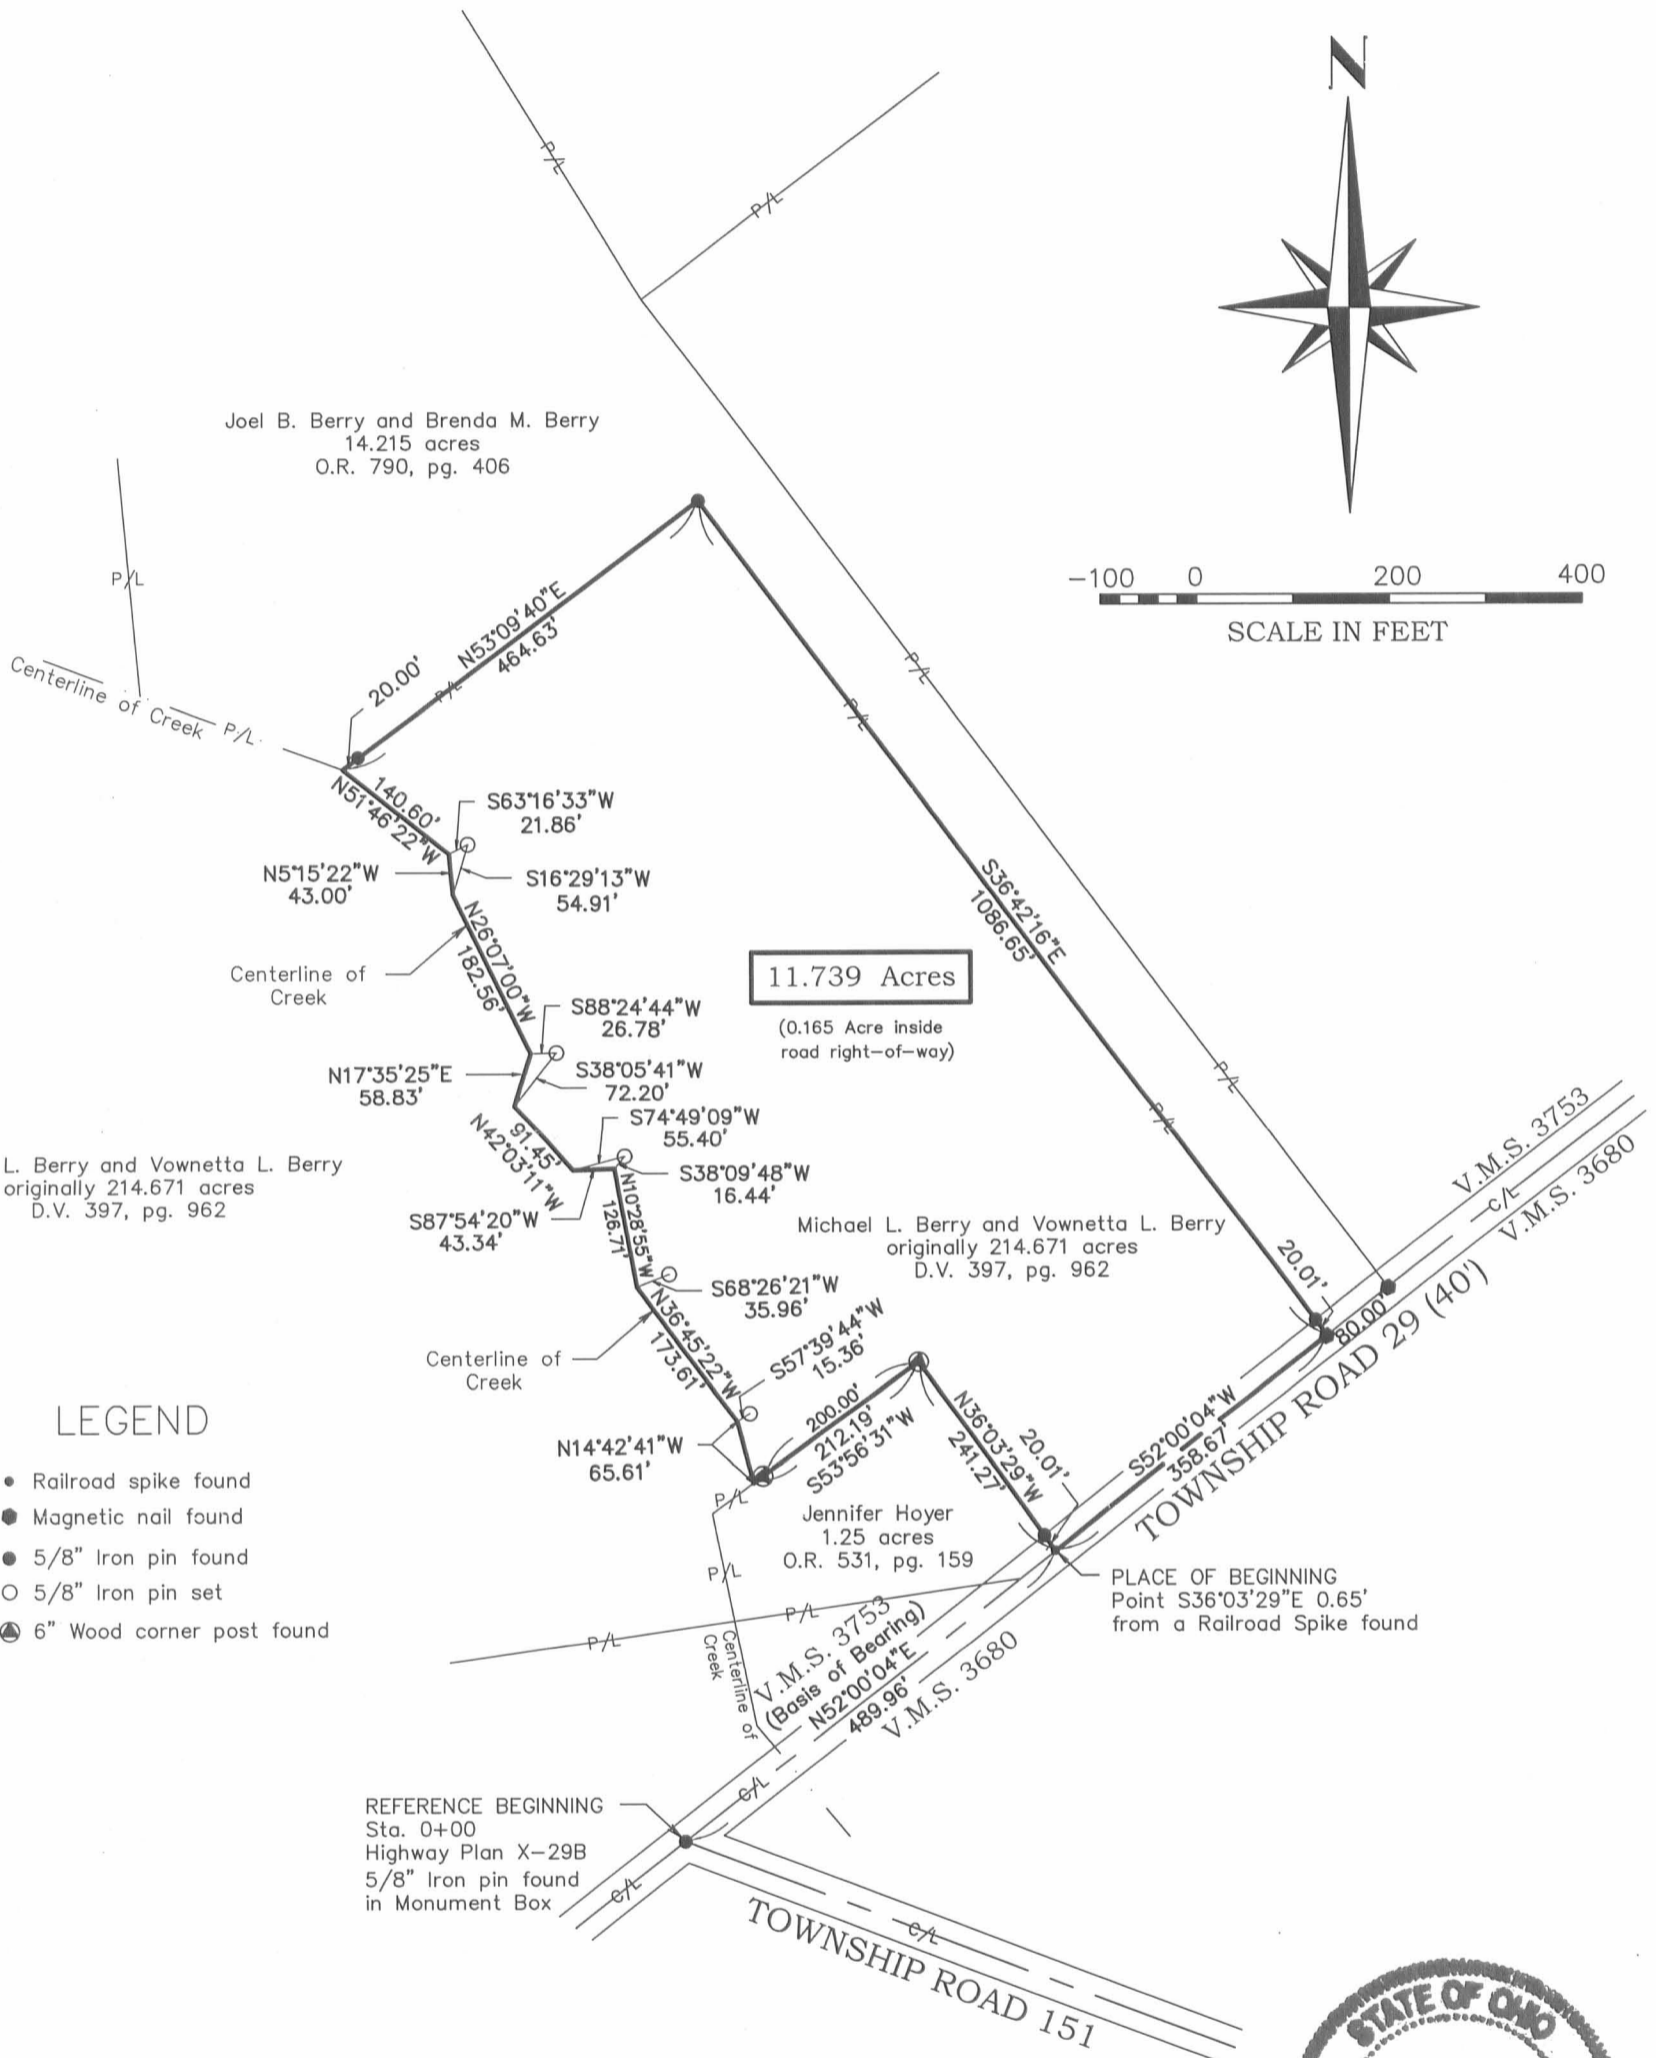 N
Joel B. Berry and Brenda M. Berry
14.215 acres
O.R. 790, pg. 406
-100 0 200 400
SCALE IN FEET
P/L
P/L
P/L
P/L
P/L
Centerline of Creek
P/L
20.00'
N53°09'40"E
464.63'
P/L
140.60'
N51°46'22"W
S63°16'33"W
21.86'
N5°15'22"W
43.00'
S16°29'13"W
54.91'
S36°42'16"E
1086.65'
N26°07'00"W
182.56'
Centerline of
Creek
11.739 Acres
(0.165 Acre inside
road right-of-way)
S88°24'44"W
26.78'
N17°35'25"E
58.83'
S38°05'41"W
72.20'
P/L
P/L
S74°49'09"W
55.40'
91.45'
N42°03'11"W
S38°09'48"W
16.44'
L. Berry and Vownetta L. Berry
originally 214.671 acres
D.V. 397, pg. 962
S87°54'20"W
43.34'
N10°28'55"W
126.71'
Michael L. Berry and Vownetta L. Berry
originally 214.671 acres
D.V. 397, pg. 962
V.M.S. 3753
C/L
V.M.S. 3680
20.01'
80.00'
S68°26'21"W
35.96'
N36°45'22"W
173.61'
Centerline of
Creek
S57°39'44"W
15.36'
TOWNSHIP ROAD 29 (40')
S52°00'04"W
358.67'
200.00'
212.19'
S53°56'31"W
N36°03'29"W
241.27'
20.01'
N14°42'41"W
65.61'
P/L
Jennifer Hoyer
1.25 acres
O.R. 531, pg. 159
P/L
P/L
P/L
PLACE OF BEGINNING
Point S36°03'29"E 0.65'
from a Railroad Spike found
LEGEND
Railroad spike found
Magnetic nail found
5/8" Iron pin found
5/8" Iron pin set
6" Wood corner post found
Centerline of
Creek
V.M.S. 3753
(Basis of Bearing)
N52°00'04"E
489.96'
V.M.S. 3680
C/L
REFERENCE BEGINNING
Sta. 0+00
Highway Plan X-29B
5/8" Iron pin found
in Monument Box
C/L
C/L
TOWNSHIP ROAD 151
STATE OF OHIO